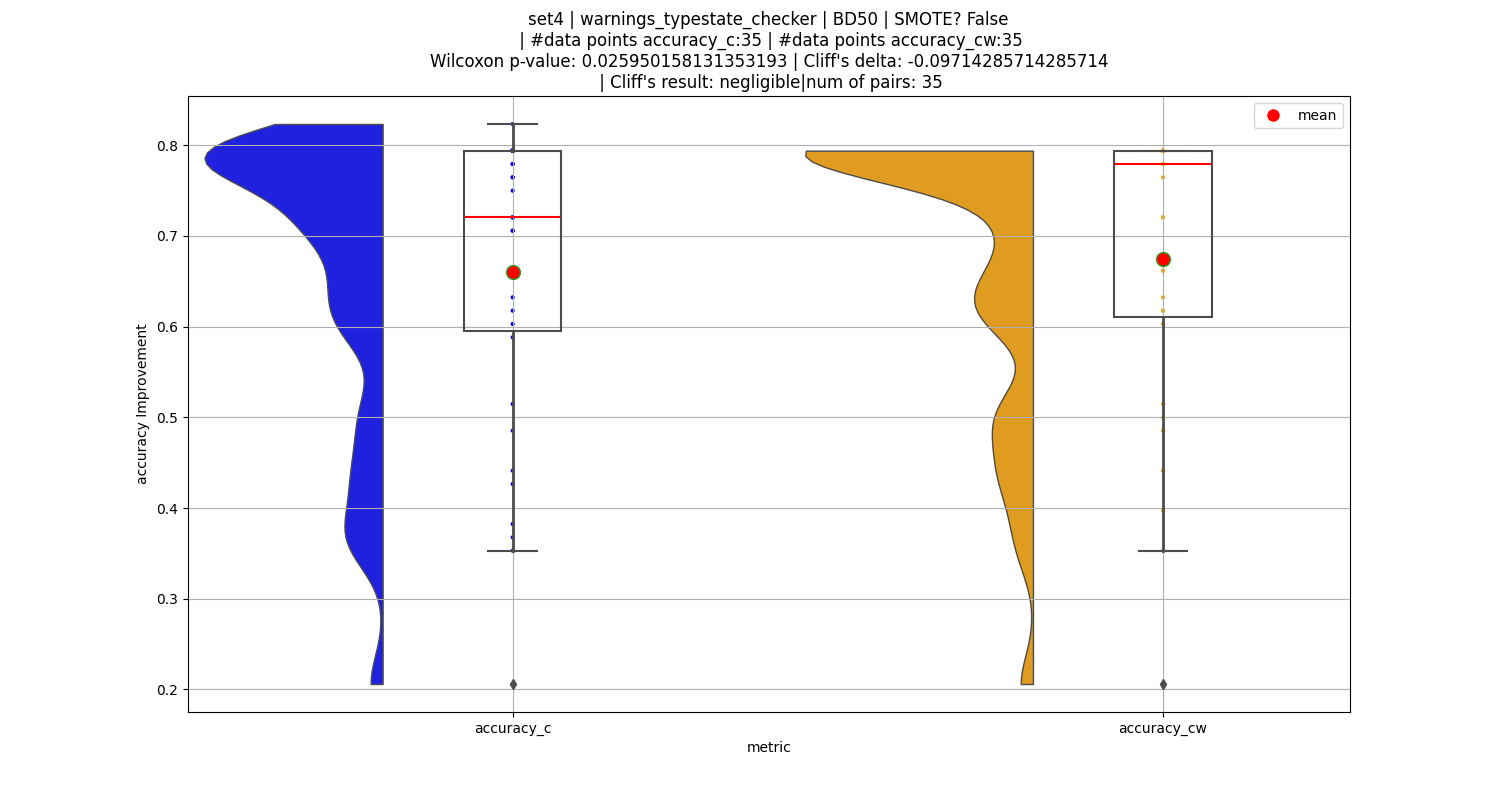 set4 | warnings_typestate_checker | BD50 | SMOTE? False
| #data points accuracy_c:35 | #data points accuracy_cw:35
Wilcoxon p-value: 0.025950158131353193 | Cliff's delta: -0.09714285714285714
| Cliff's result: negligible|num of pairs: 35
mean
0.8
0.7
0.6
0.5
0.4
0.3
0.2
accuracy Improvement
accuracy_c
accuracy_cw
metric